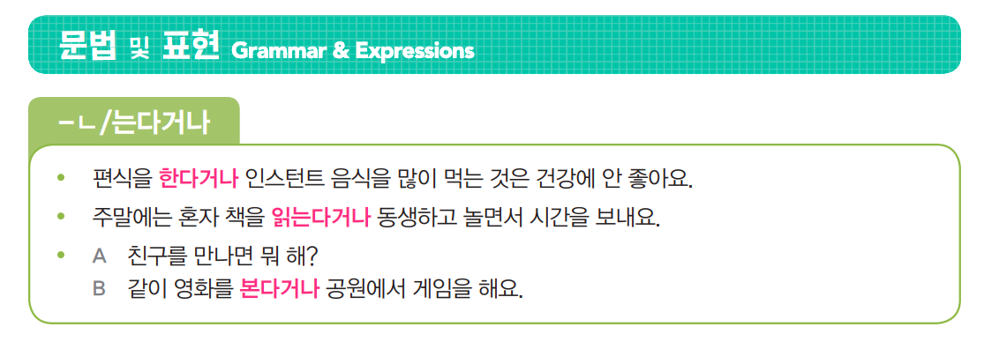 문법 및 표현 Grammar & Expressions
-ㄴ/는다거나
• 편식을 한다거나 인스턴트 음식을 많이 먹는 것은 건강에 안 좋아요.
• 주말에는 혼자 책을 읽는다거나 동생하고 놀면서 시간을 보내요.
• A 친구를 만나면 뭐 해?
B 같이 영화를 본다거나 공원에서 게임을 해요.